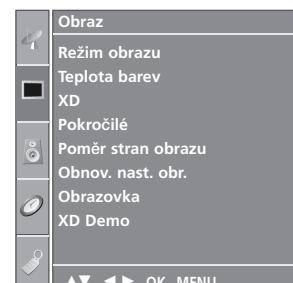 Obraz
Režim obrazu
Teplota barev
XD
Pokročilé
Poměr stran obrazu
Obnov. nast. obr.
Obrazovka
XD Demo
▲▼ ◄► OK MENU